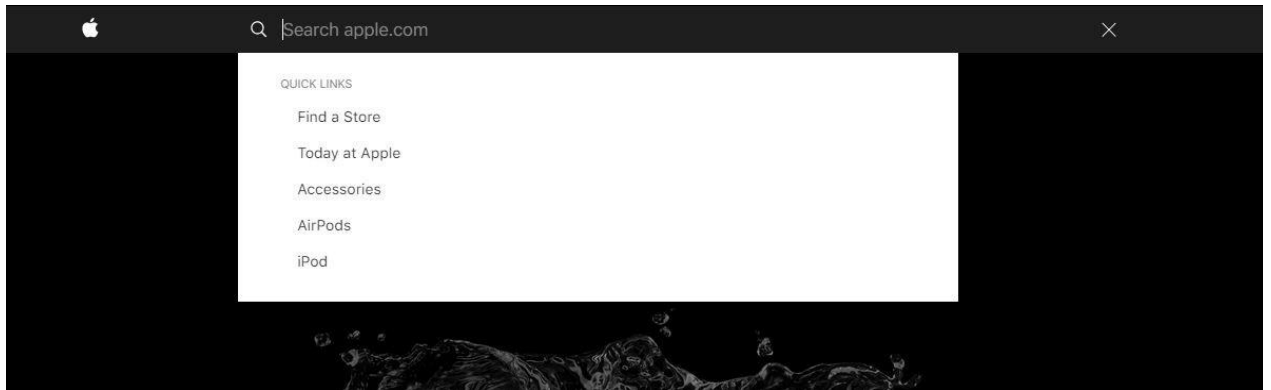 Search apple.com
QUICK LINKS
Find a Store
Today at Apple
Accessories
AirPods
iPod